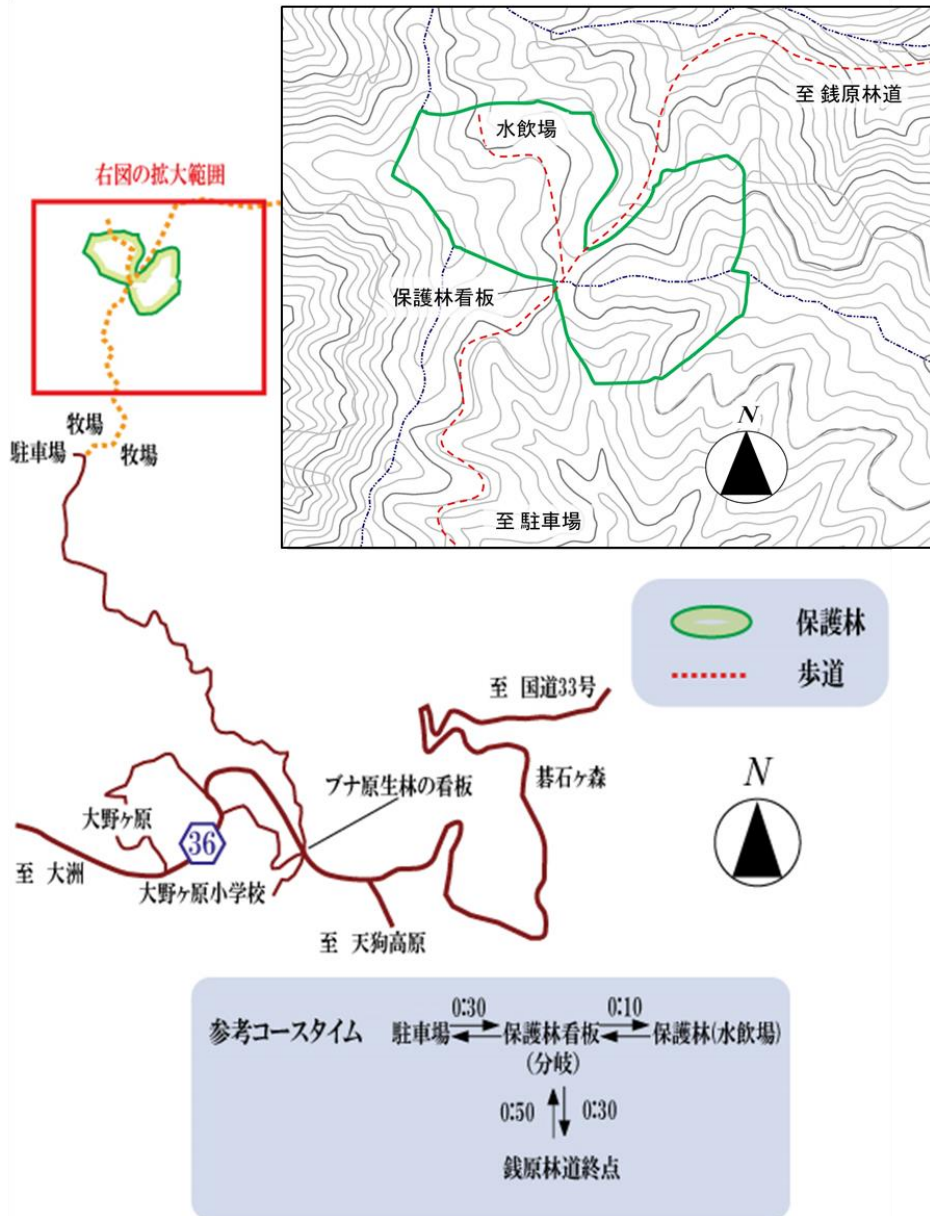 右図の拡大範囲
牧場
駐車場
牧場
至 銭原林道
水飲場
保護林看板
N
至 駐車場
保護林
歩道
至 国道33号
碁石ヶ森
ブナ原生林の看板
大野ヶ原
36
至 大洲
大野ヶ原小学校
至 天狗高原
N
参考コースタイム
駐車場 0:30 保護林看板 0:10 保護林(水飲場)
(分岐)
0:50 0:30
銭原林道終点